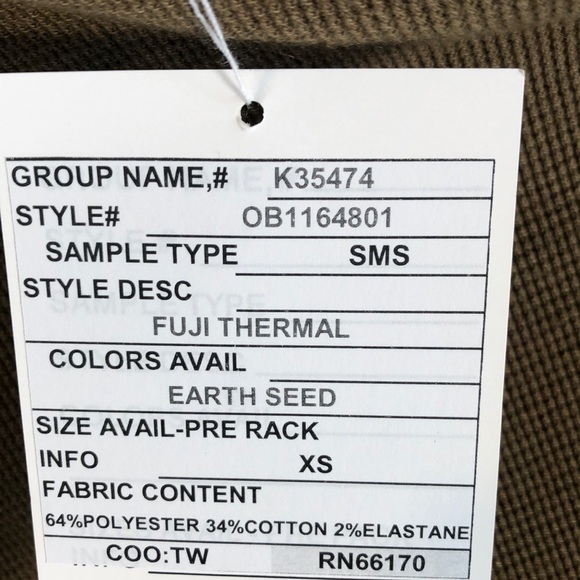 GROUP NAME,# K35474
STYLE# OB1164801
SAMPLE TYPE SMS
STYLE DESC
FUJI THERMAL
COLORS AVAIL
EARTH SEED
SIZE AVAIL-PRE RACK
INFO XS
FABRIC CONTENT
64%POLYESTER 34%COTTON 2%ELASTANE
COO:TW RN66170